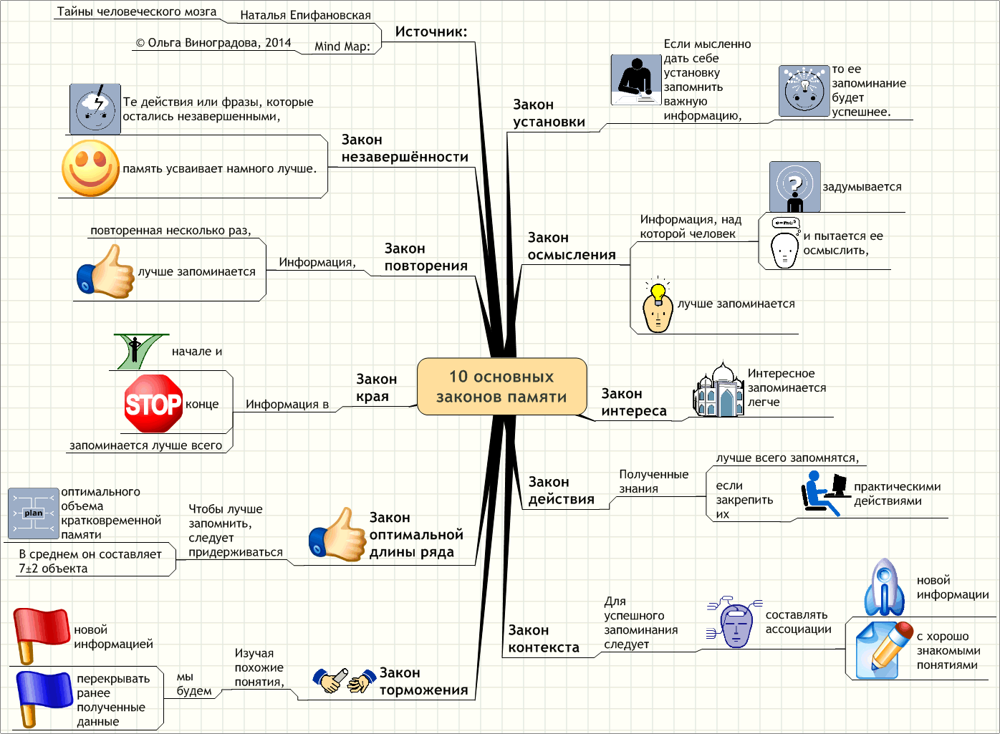 10 основных
законов памяти
Источник:
Наталья Епифановская
Тайны человеческого мозга
Mind Map:
© Ольга Виноградова, 2014
Закон
установки
Если мысленно
дать себе
установку
запомнить
важную
информацию,
то ее
запоминание
будет
успешнее.
Закон
осмысления
Информация, над
которой человек
?
задумывается
e=mc²
и пытается ее
осмыслить,
лучше запоминается
Закон
интереса
Интересное
запоминается
легче
Закон
действия
Полученные
знания
лучше всего запомнятся,
если
закрепить
их
практическими
действиями
Закон
контекста
Для
успешного
запоминания
следует
составлять
ассоциации
новой
информации
с хорошо
знакомыми
понятиями
Закон
незавершённости
Те действия или фразы, которые
остались незавершенными,
память усваивает намного лучше.
Закон
повторения
Информация,
повторенная несколько раз,
лучше запоминается
Закон
края
Информация в
начале и
STOP
конце
запоминается лучше всего
Закон
оптимальной
длины ряда
Чтобы лучше
запомнить,
следует
придерживаться
plan
оптимального
объема
кратковременной
памяти
В среднем он составляет
7±2 объекта
Закон
торможения
Изучая
похожие
понятия,
мы
будем
новой
информацией
перекрывать
ранее
полученные
данные